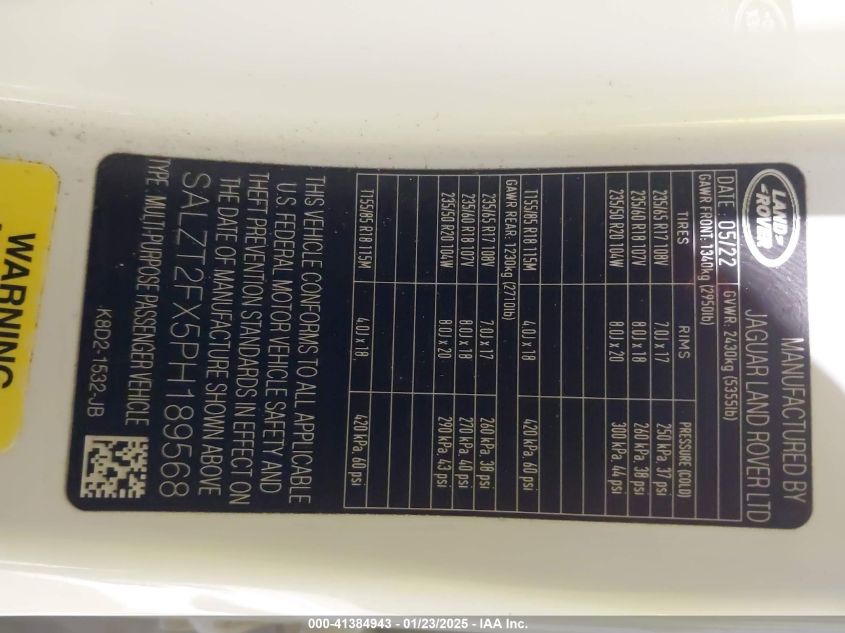 LAND-
-ROVER
MANUFACTURED BY
JAGUAR LAND ROVER LTD
DATE: 05/22 GVWR: 2430kg (5355lb)
GAWR FRONT: 1340kg (2950lb)
TIRES RIMS PRESSURE (COLD)
235/65 R17 108V 7.0J x 17 250 kPa, 37 psi
235/60 R18 107V 8.0J x 18 260 kPa, 38 psi
235/50 R20 104W 8.0J x 20 300 kPa, 44 psi
T155/85 R18 115M 4.0J x 18 420 kPa, 60 psi
GAWR REAR: 1230kg (2710lb)
235/65 R17 108V 7.0J x 17 260 kPa, 38 psi
235/60 R18 107V 8.0J x 18 270 kPa, 40 psi
235/50 R20 104W 8.0J x 20 290 kPa, 43 psi
T155/85 R18 115M 4.0J x 18 420 kPa, 60 psi
THIS VEHICLE CONFORMS TO ALL APPLICABLE
U.S. FEDERAL MOTOR VEHICLE SAFETY AND
THEFT PREVENTION STANDARDS IN EFFECT ON
THE DATE OF MANUFACTURE SHOWN ABOVE
SALZT2FX5PH189568
TYPE: MULTI-PURPOSE PASSENGER VEHICLE
K8D2-1532-JB
WARNING
000-41384943 - 01/23/2025 - IAA Inc.